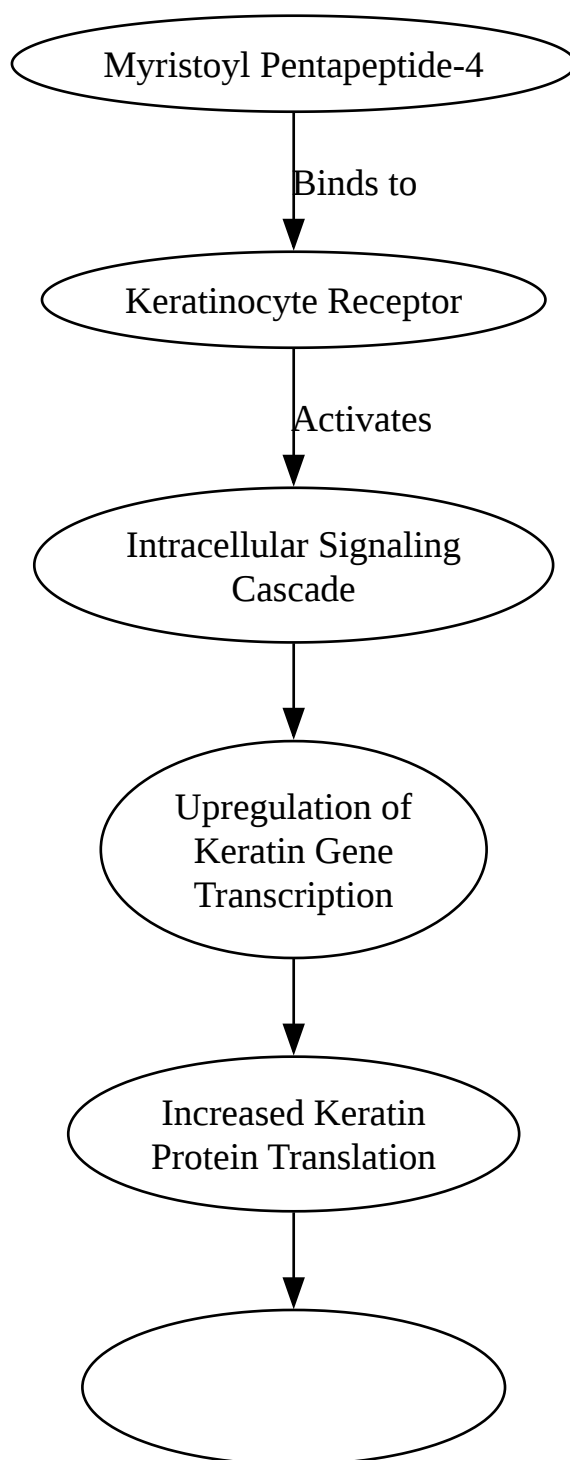 Myristoyl Pentapeptide-4
Binds to
Keratinocyte Receptor
Activates
Intracellular Signaling
Cascade
Upregulation of
Keratin Gene
Transcription
Increased Keratin
Protein Translation